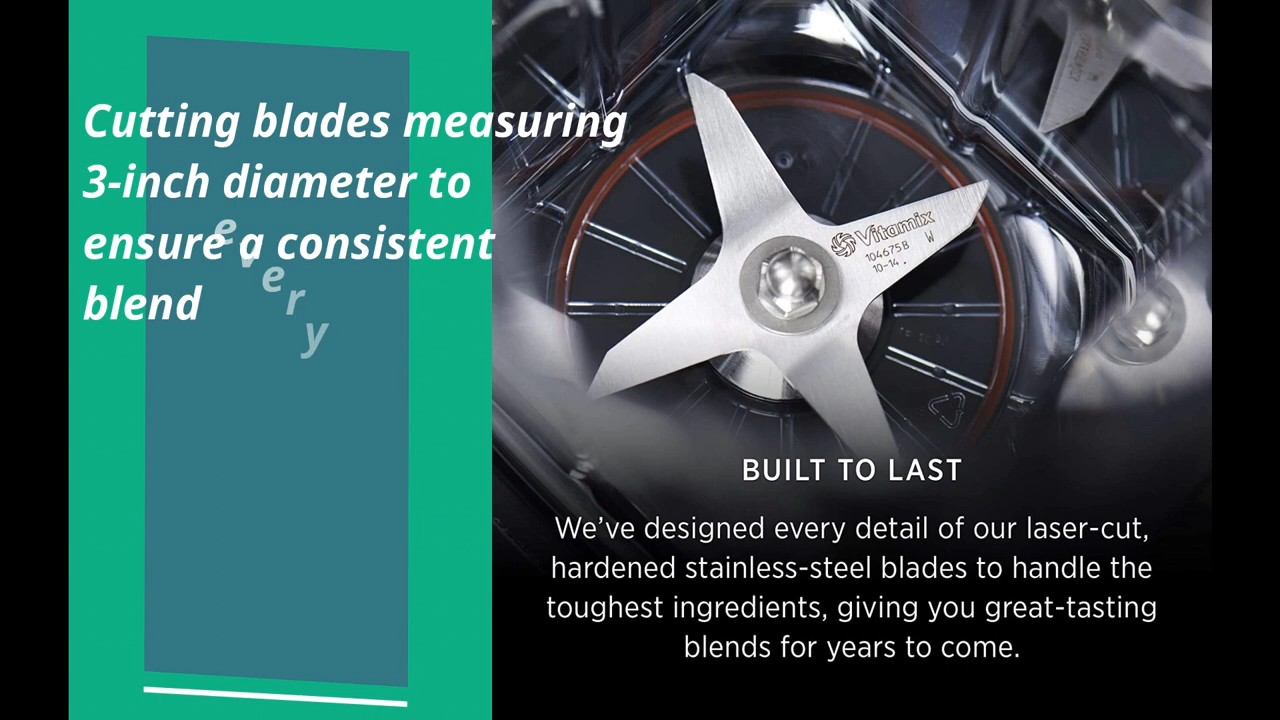 Cutting blades measuring
3-inch diameter to
ensure a consistent
blend
every
Vitamix
104675B
10-14.
W
BUILT TO LAST
We’ve designed every detail of our laser-cut,
hardened stainless-steel blades to handle the
toughest ingredients, giving you great-tasting
blends for years to come.